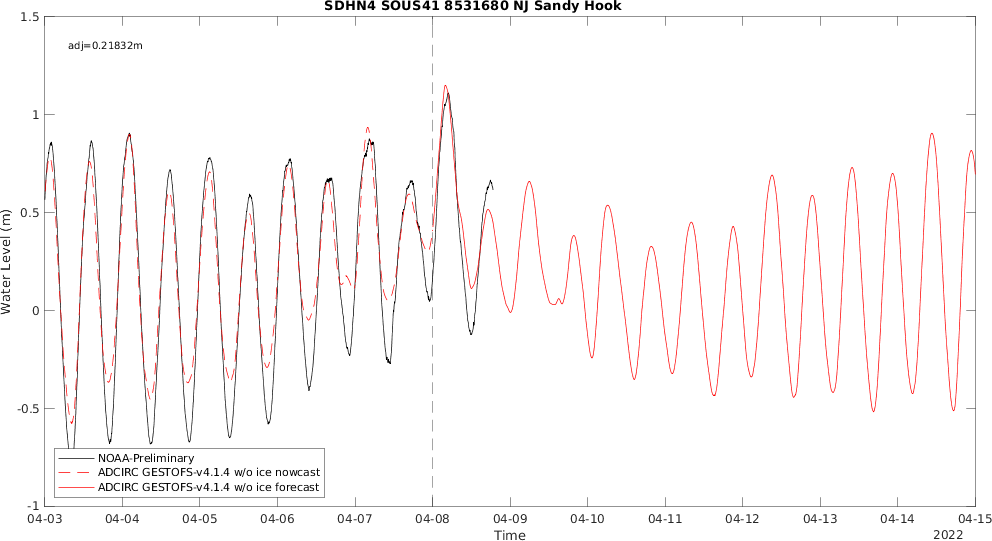 SDHN4 SOUS41 8531680 NJ Sandy Hook
adj=0.21832m
1.5
1
0.5
0
-0.5
-1
Water Level (m)
NOAA-Preliminary
ADCIRC GESTOFS-v4.1.4 w/o ice nowcast
ADCIRC GESTOFS-v4.1.4 w/o ice forecast
04-03 04-04 04-05 04-06 04-07 04-08 04-09 04-10 04-11 04-12 04-13 04-14 04-15
Time
2022